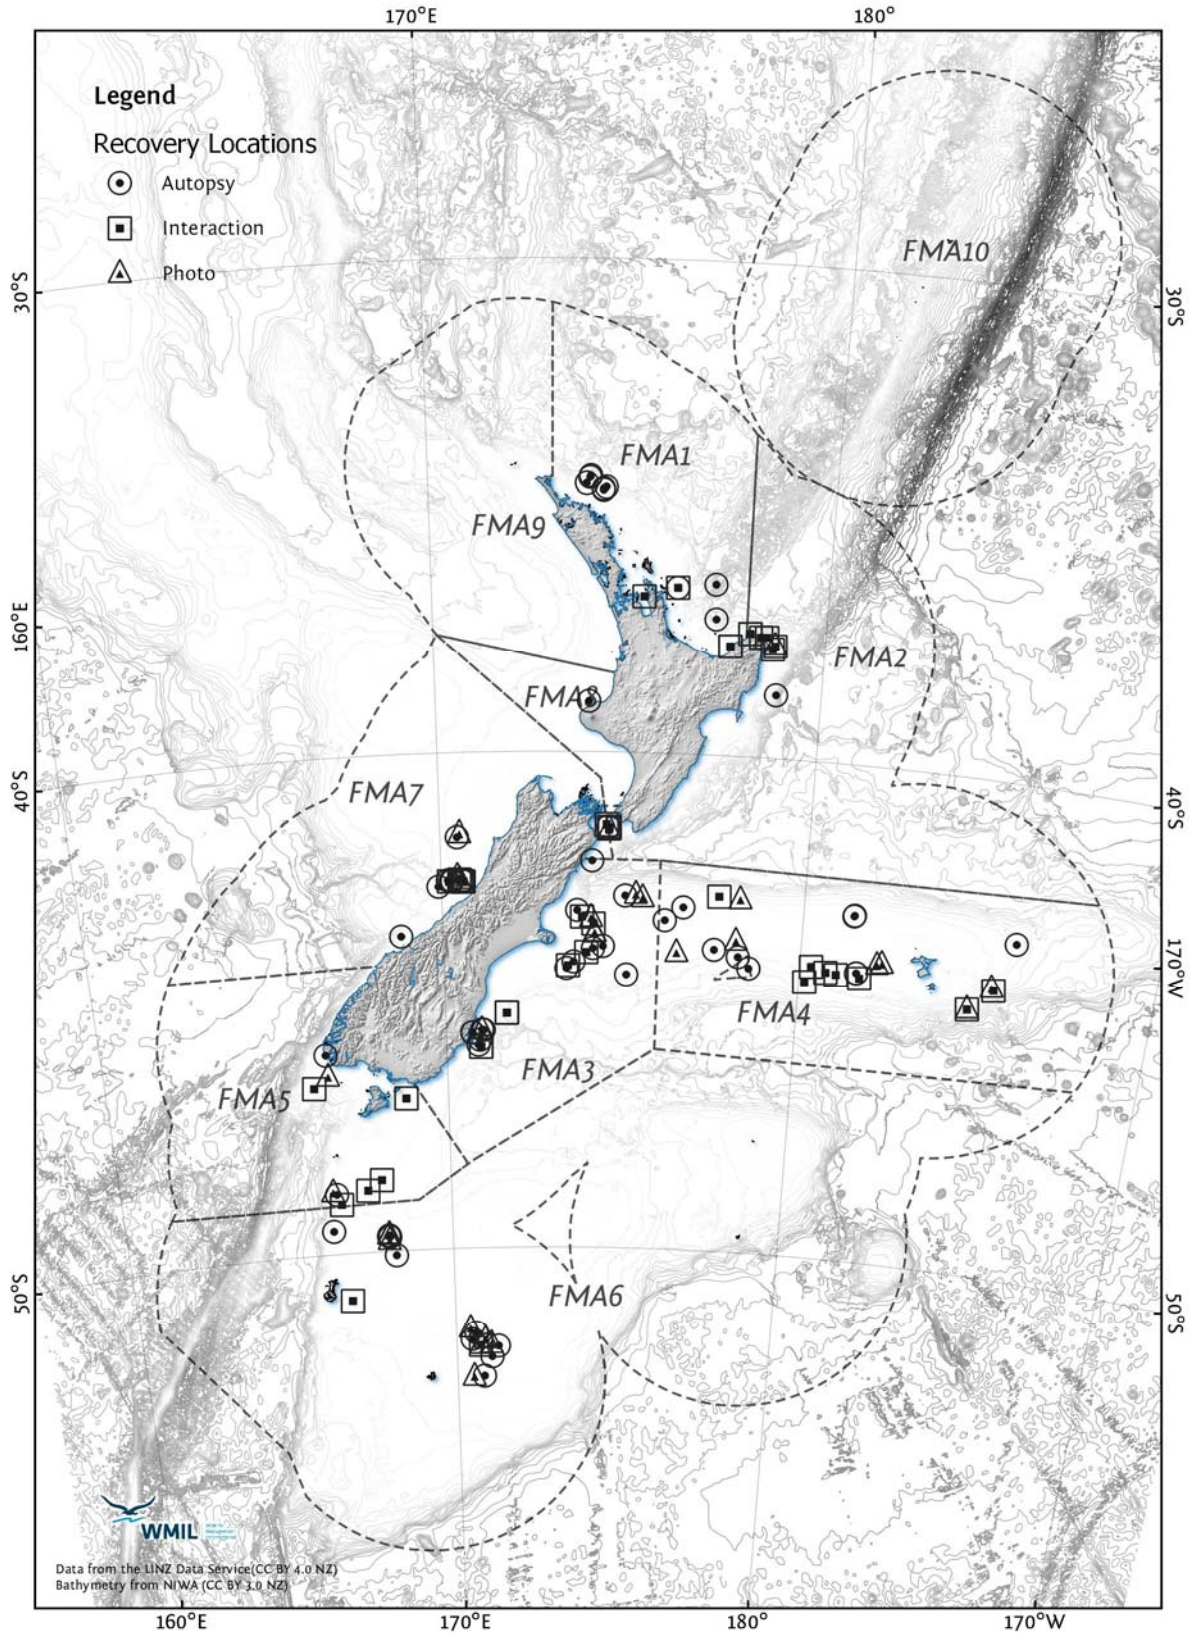 170°E
180°
Legend
Recovery Locations
Autopsy
Interaction
Photo
FMA10
30°S
30°S
FMA1
FMA9
160°E
FMA2
FMA8
FMA7
40°S
40°S
170°W
FMA4
FMA3
FMA5
50°S
50°S
FMA6
WMIL
Data from the LINZ Data Service(CC BY 4.0 NZ)
Bathymetry from NIWA (CC BY 3.0 NZ)
160°E
170°E
180°
170°W